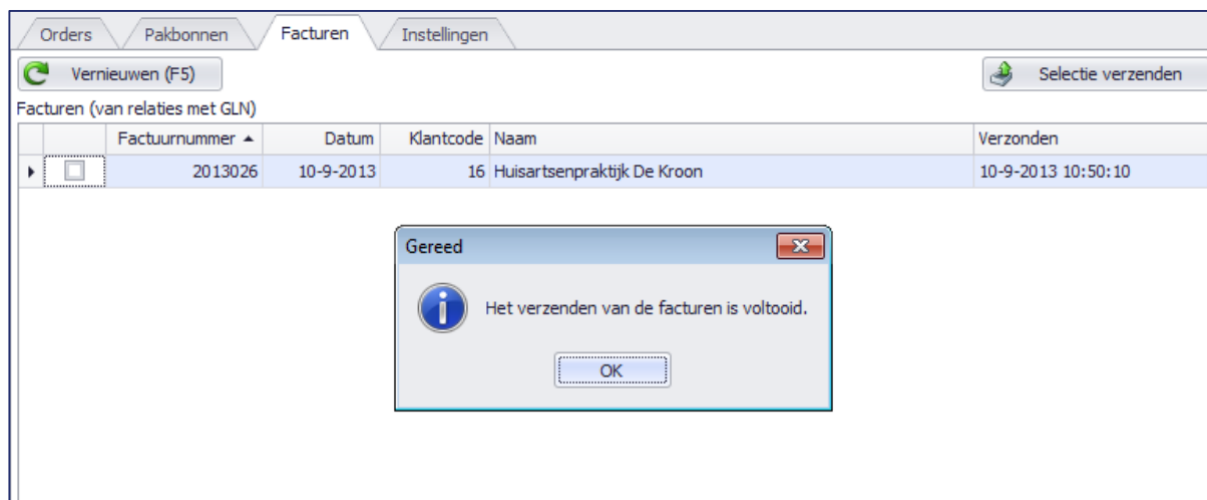 Orders Pakbonnen Facturen Instellingen
Vernieuwen (F5) Selectie verzenden
Facturen (van relaties met GLN)
Factuurnummer Datum Klantcode Naam Verzonden
2013026 10-9-2013 16 Huisartsenpraktijk De Kroon 10-9-2013 10:50:10
Gereed
Het verzenden van de facturen is voltooid.
OK